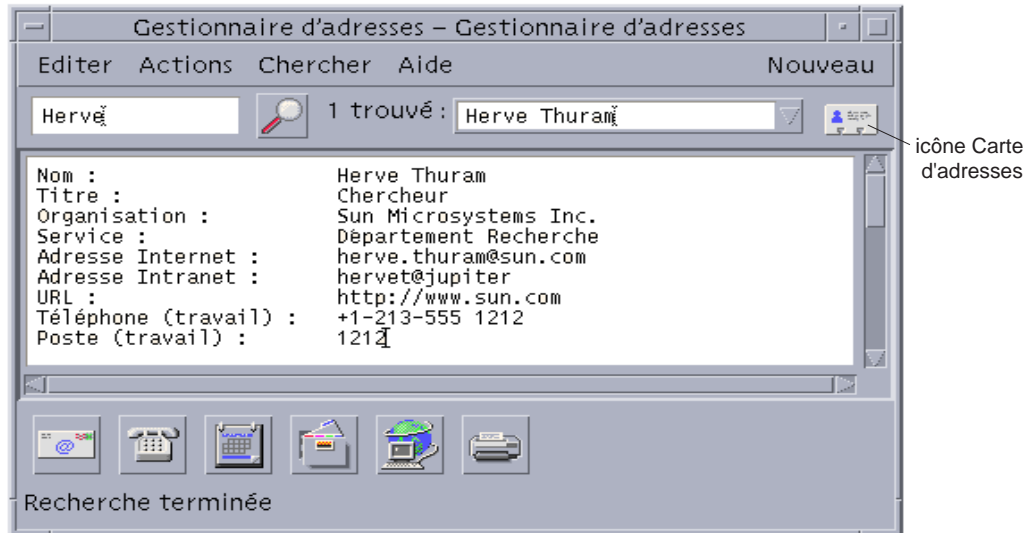 Gestionnaire d'adresses – Gestionnaire d'adresses
Editer Actions Chercher Aide Nouveau
Herve 1 trouvé : Herve Thuram
icône Carte
d'adresses
Nom : Herve Thuram
Titre : Chercheur
Organisation : Sun Microsystems Inc.
Service : Département Recherche
Adresse Internet : herve.thuram@sun.com
Adresse Intranet : hervet@jupiter
URL : http://www.sun.com
Téléphone (travail) : +1-213-555 1212
Poste (travail) : 1212
@
Recherche terminée